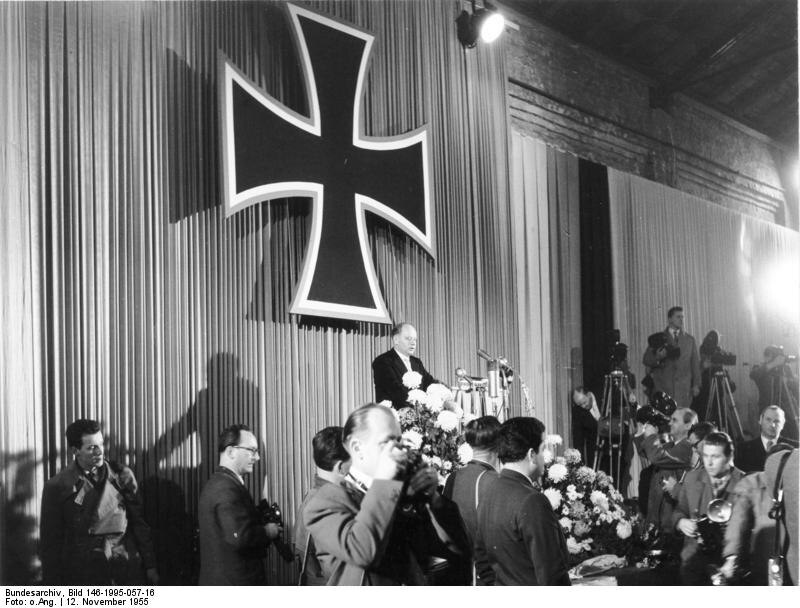 Bundesarchiv, Bild 146-1995-057-16
Foto: o.Ang. | 12. November 1955